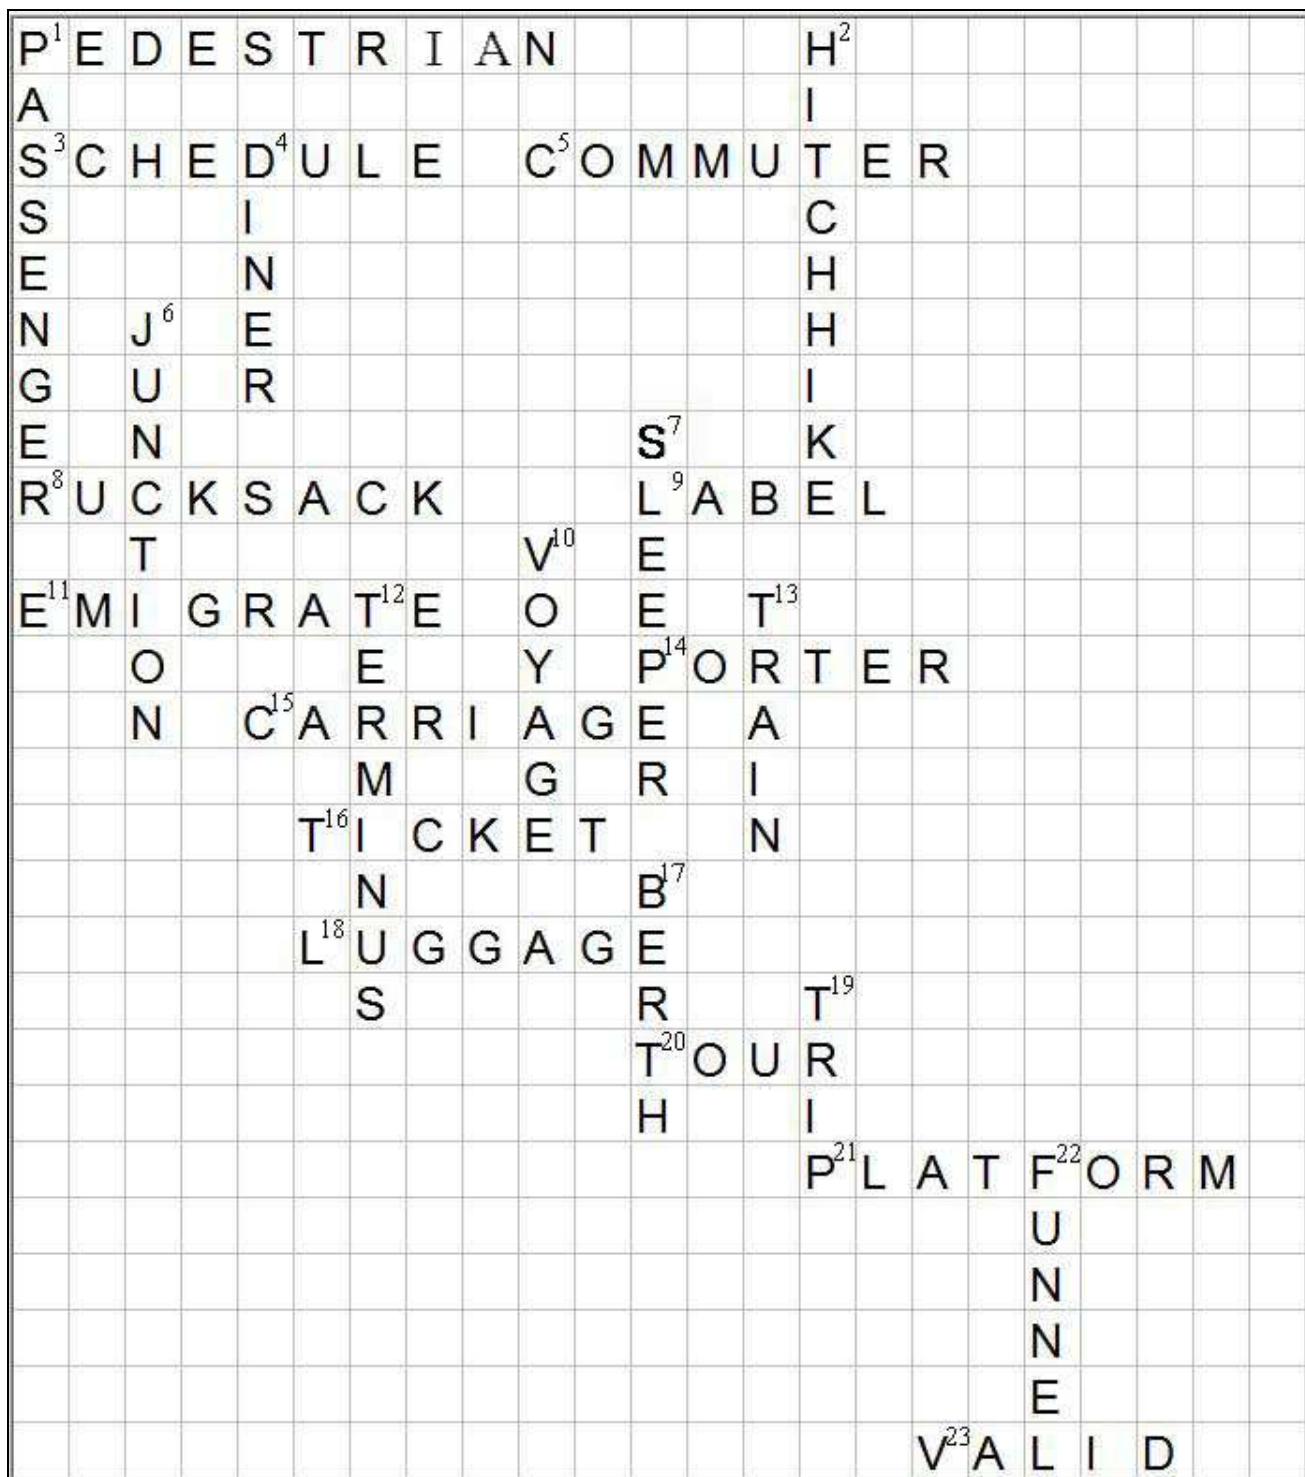 P¹ E D E S T R I A N H²
A I
S³ C H E D⁴ U L E C⁵ O M M U T E R
S I C
E N H
N J⁶ E H
G U R I
E N S⁷ K
R⁸ U C K S A C K L⁹ A B E L
T V¹⁰ E
E¹¹ M I G R A T¹² E O E T¹³
O E Y P¹⁴ O R T E R
N C¹⁵ A R R I A G E A
M G R I
T¹⁶ I C K E T N
N B¹⁷
L¹⁸ U G G A G E
S R T¹⁹
T²⁰ O U R
H I
P²¹ L A T F²² O R M
U
N
N
E
V²³ A L I D